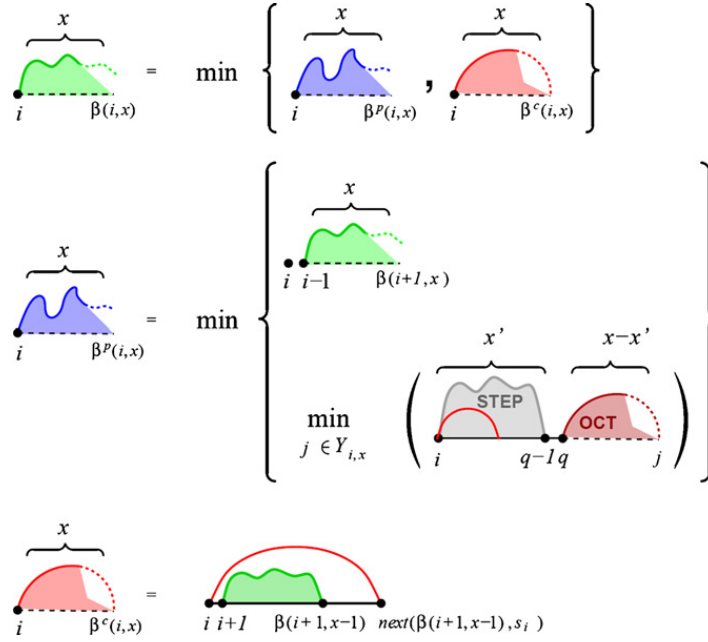 x x x
= min { , }
i β(i,x) i β^p(i,x) i β^c(i,x)
x
i i−1 β(i+1,x)
x
= min
i β^p(i,x)
x' x−x'
min ( STEP OCT )
j ∈ Y_{i,x} i q−1 q j
x
=
i β^c(i,x) i i+1 β(i+1,x−1) next(β(i+1,x−1),s_i)